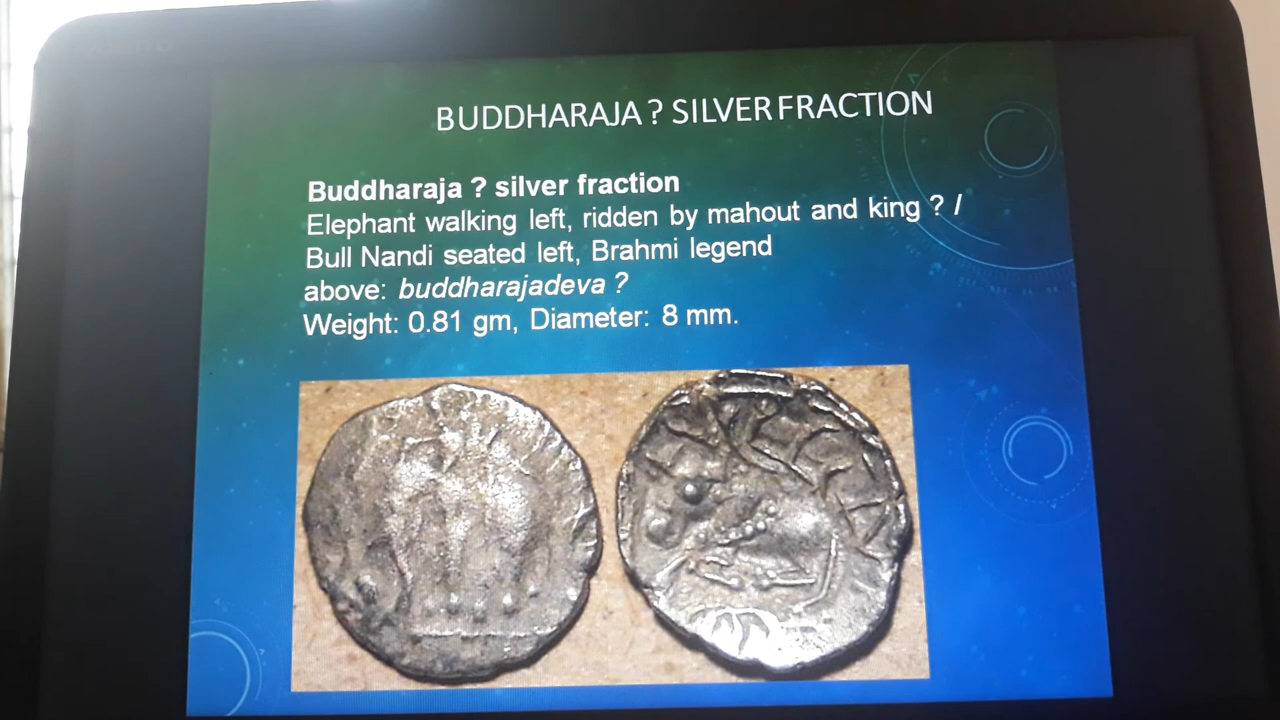 BUDDHARAJA ? SILVER FRACTION
Buddharaja ? silver fraction
Elephant walking left, ridden by mahout and king ? /
Bull Nandi seated left, Brahmi legend
above: buddharajadeva ?
Weight: 0.81 gm, Diameter: 8 mm.